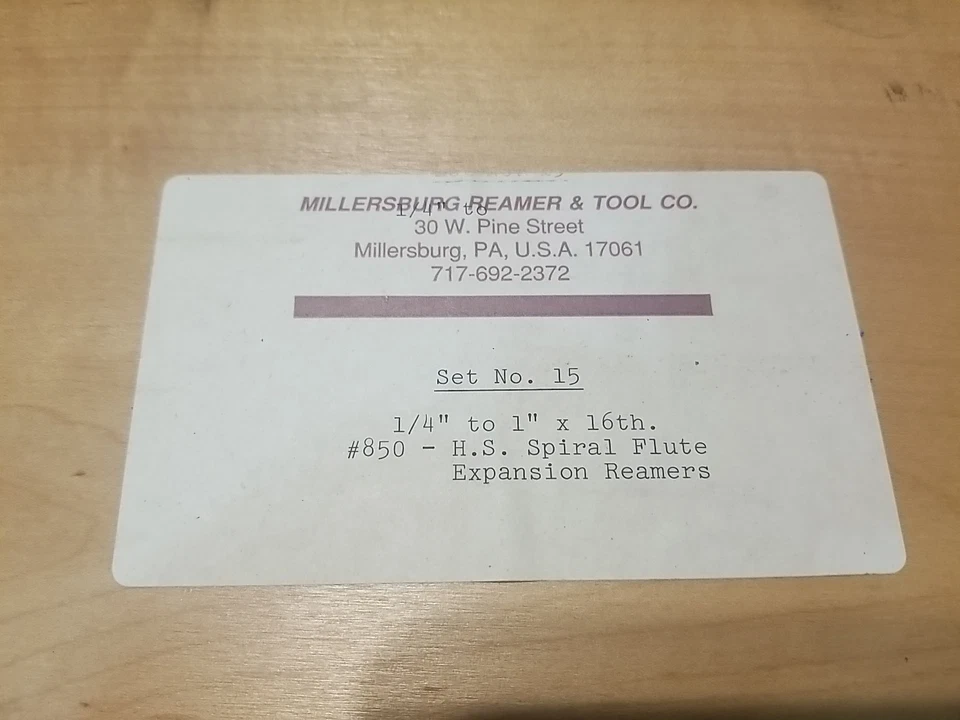 MILLERSBURG REAMER & TOOL CO.
1/4" to
30 W. Pine Street
Millersburg, PA, U.S.A. 17061
717-692-2372
Set No. 15
1/4" to 1" x 16th.
#850 - H.S. Spiral Flute
Expansion Reamers